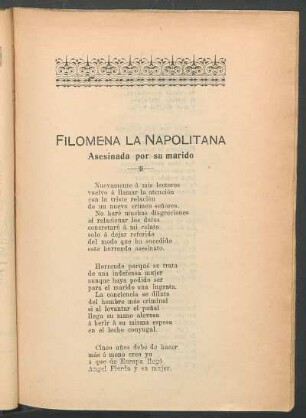 FILOMENA LA NAPOLITANA
Asesinada por su marido
Nuevamente á mis lectores
vuelvo á llamar la atención
con la triste relación
de un nuevo crimen señores.
No haré muchas disgreciones
al relacionar los datos
concretaré á mi relato
solo á dejar referido
del modo que ha sucedido
este horrendo asesinato.
Horrendo porqué se trata
de una indefensa mujer
aunque haya podido ser
para el marido una ingrata.
La conciencia se dilata
del hombre más criminal
si al levantar el puñal
llega su mano alevosa
á herir á su misma esposa
en el lecho conyugal.
Cinco años debe de hacer
más ó meno creo yo
á que de Europa llegó
Angel Pierda y su mujer.